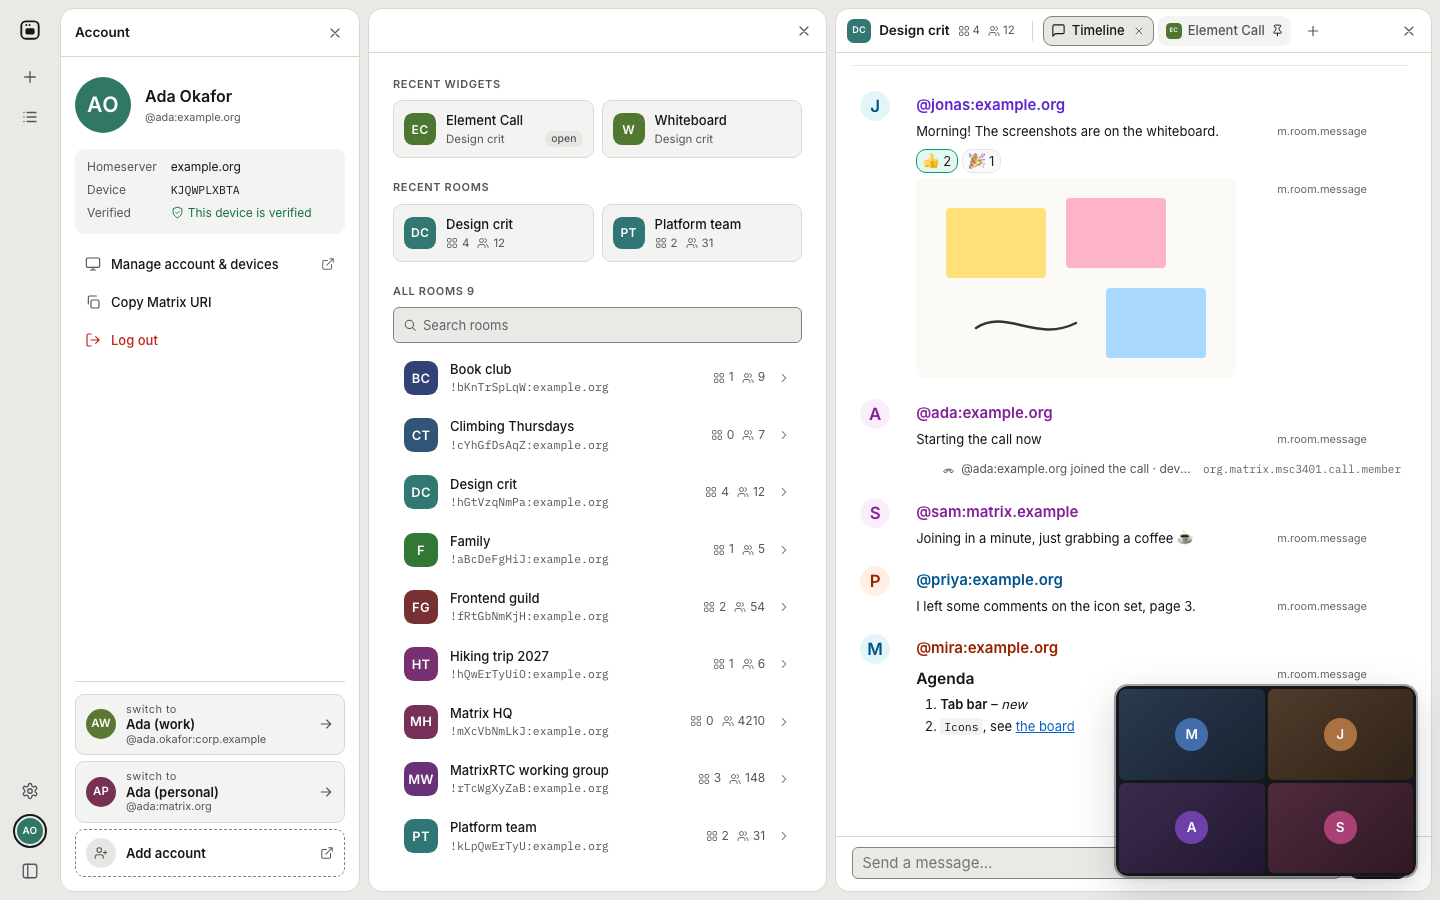 Account
AO
Ada Okafor
@ada:example.org
Homeserver example.org
Device KJQWPLXBTA
Verified This device is verified
Manage account & devices
Copy Matrix URI
Log out
AW
switch to
Ada (work)
@ada.okafor:corp.example
AP
switch to
Ada (personal)
@ada:matrix.org
Add account
AO
RECENT WIDGETS
EC
Element Call
Design crit
open
W
Whiteboard
Design crit
RECENT ROOMS
DC
Design crit
4 12
PT
Platform team
2 31
ALL ROOMS 9
Search rooms
BC
Book club
!bKnTrSpLqW:example.org
1 9
CT
Climbing Thursdays
!cYhGfDsAqZ:example.org
0 7
DC
Design crit
!hGtVzqNmPa:example.org
4 12
F
Family
!aBcDeFgHiJ:example.org
1 5
FG
Frontend guild
!fRtGbNmKjH:example.org
2 54
HT
Hiking trip 2027
!hQwErTyUiO:example.org
1 6
MH
Matrix HQ
!mXcVbNmLkJ:example.org
0 4210
MW
MatrixRTC working group
!rTcWgXyZaB:example.org
3 148
PT
Platform team
!kLpQwErTyU:example.org
2 31
DC Design crit 4 12
Timeline
EC Element Call
J
@jonas:example.org
Morning! The screenshots are on the whiteboard. m.room.message
👍 2 🎉 1
m.room.message
A
@ada:example.org
Starting the call now m.room.message
@ada:example.org joined the call · dev… org.matrix.msc3401.call.member
S
@sam:matrix.example
Joining in a minute, just grabbing a coffee ☕ m.room.message
P
@priya:example.org
I left some comments on the icon set, page 3. m.room.message
M
@mira:example.org
m.room.message
Agenda
1. Tab bar – new
2. Icons, see the board
Send a message…
M
J
A
S